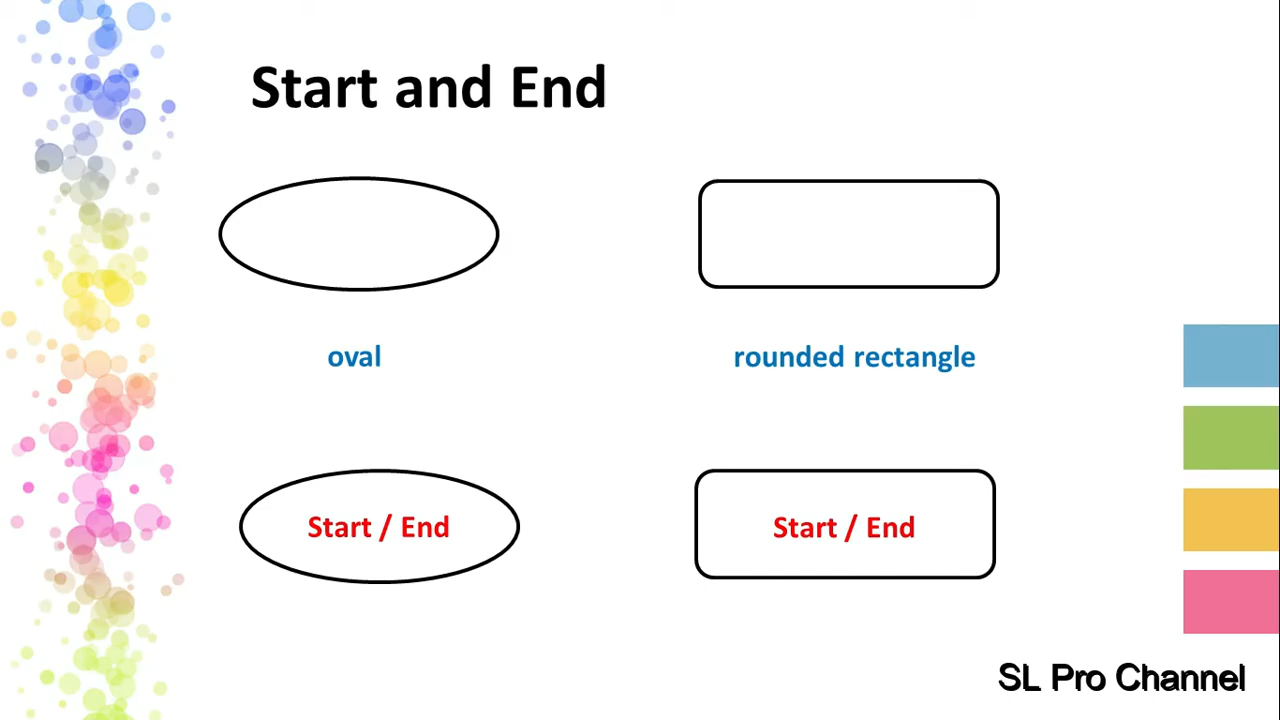 Start and End
oval
rounded rectangle
Start / End
Start / End
SL Pro Channel